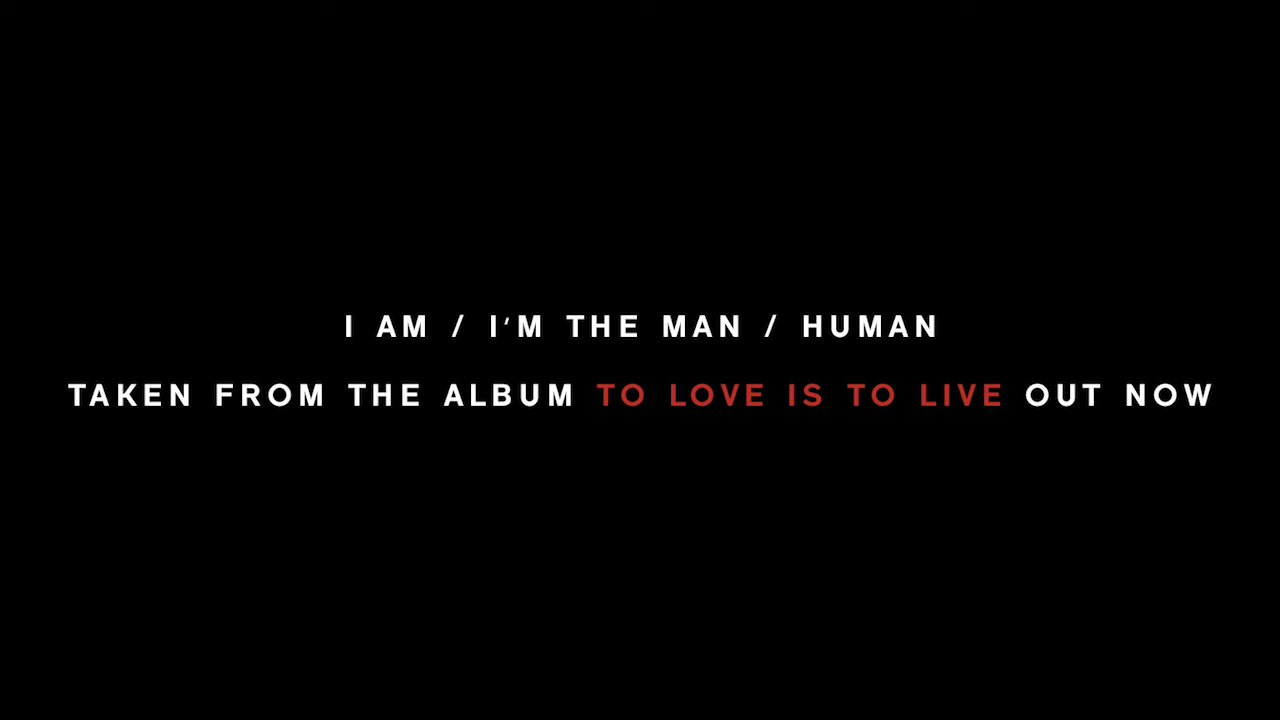 I AM / I'M THE MAN / HUMAN
TAKEN FROM THE ALBUM TO LOVE IS TO LIVE OUT NOW